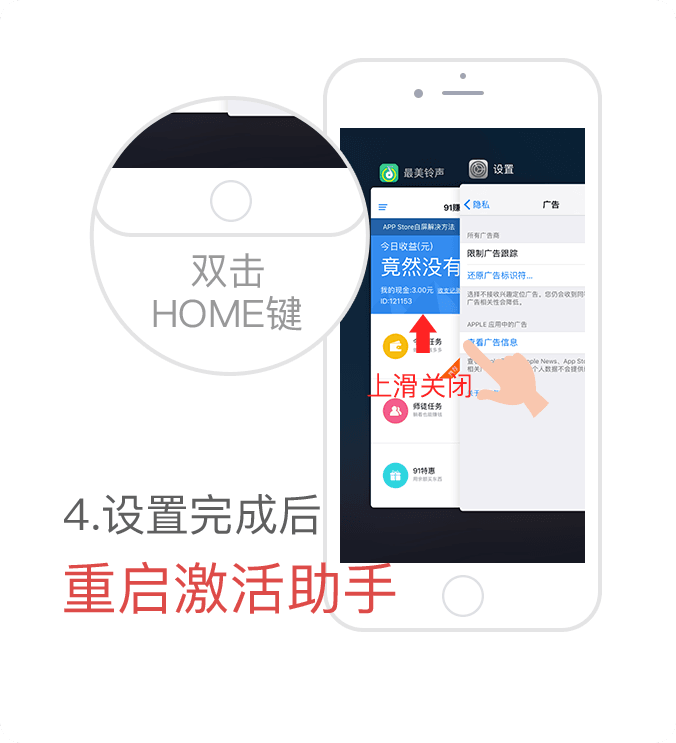 双击
HOME键
最美铃声
设置
91赚
APP Store白屏解决方法
今日收益(元)
竟然没有
我的现金:3.00元 收支记录
ID:121153
任务
上滑关闭
师徒任务
91特惠
隐私
广告
所有广告商
限制广告跟踪
还原广告标识符...
选择不接收兴趣定位广告，您仍会收到同
广告相关性会降低。
APPLE 应用中的广告
查看广告信息
4.设置完成后
重启激活助手